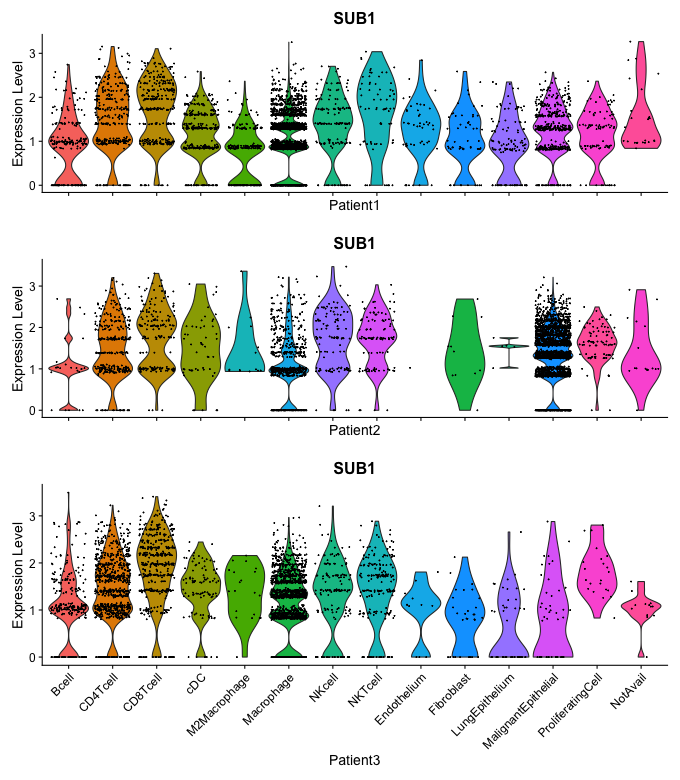 SUB1
Expression Level
3
2
1
0
Patient1
SUB1
Expression Level
3
2
1
0
Patient2
SUB1
Expression Level
3
2
1
0
Bcell
CD4Tcell
CD8Tcell
cDC
M2Macrophage
Macrophage
NKcell
NKTcell
Endothelium
Fibroblast
LungEpithelium
MalignantEpithelial
ProliferatingCell
NotAvail
Patient3